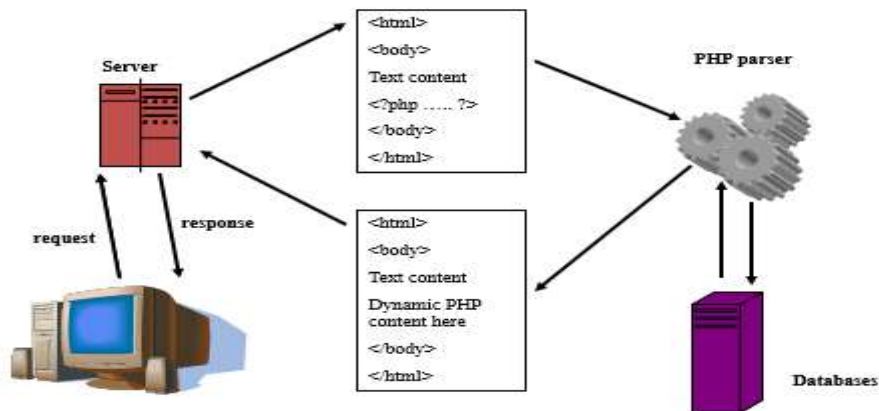 Server
<html>
<body>
Text content
<?php ..... ?>
</body>
</html>
PHP parser
request
response
<html>
<body>
Text content
Dynamic PHP
content here
</body>
</html>
Databases